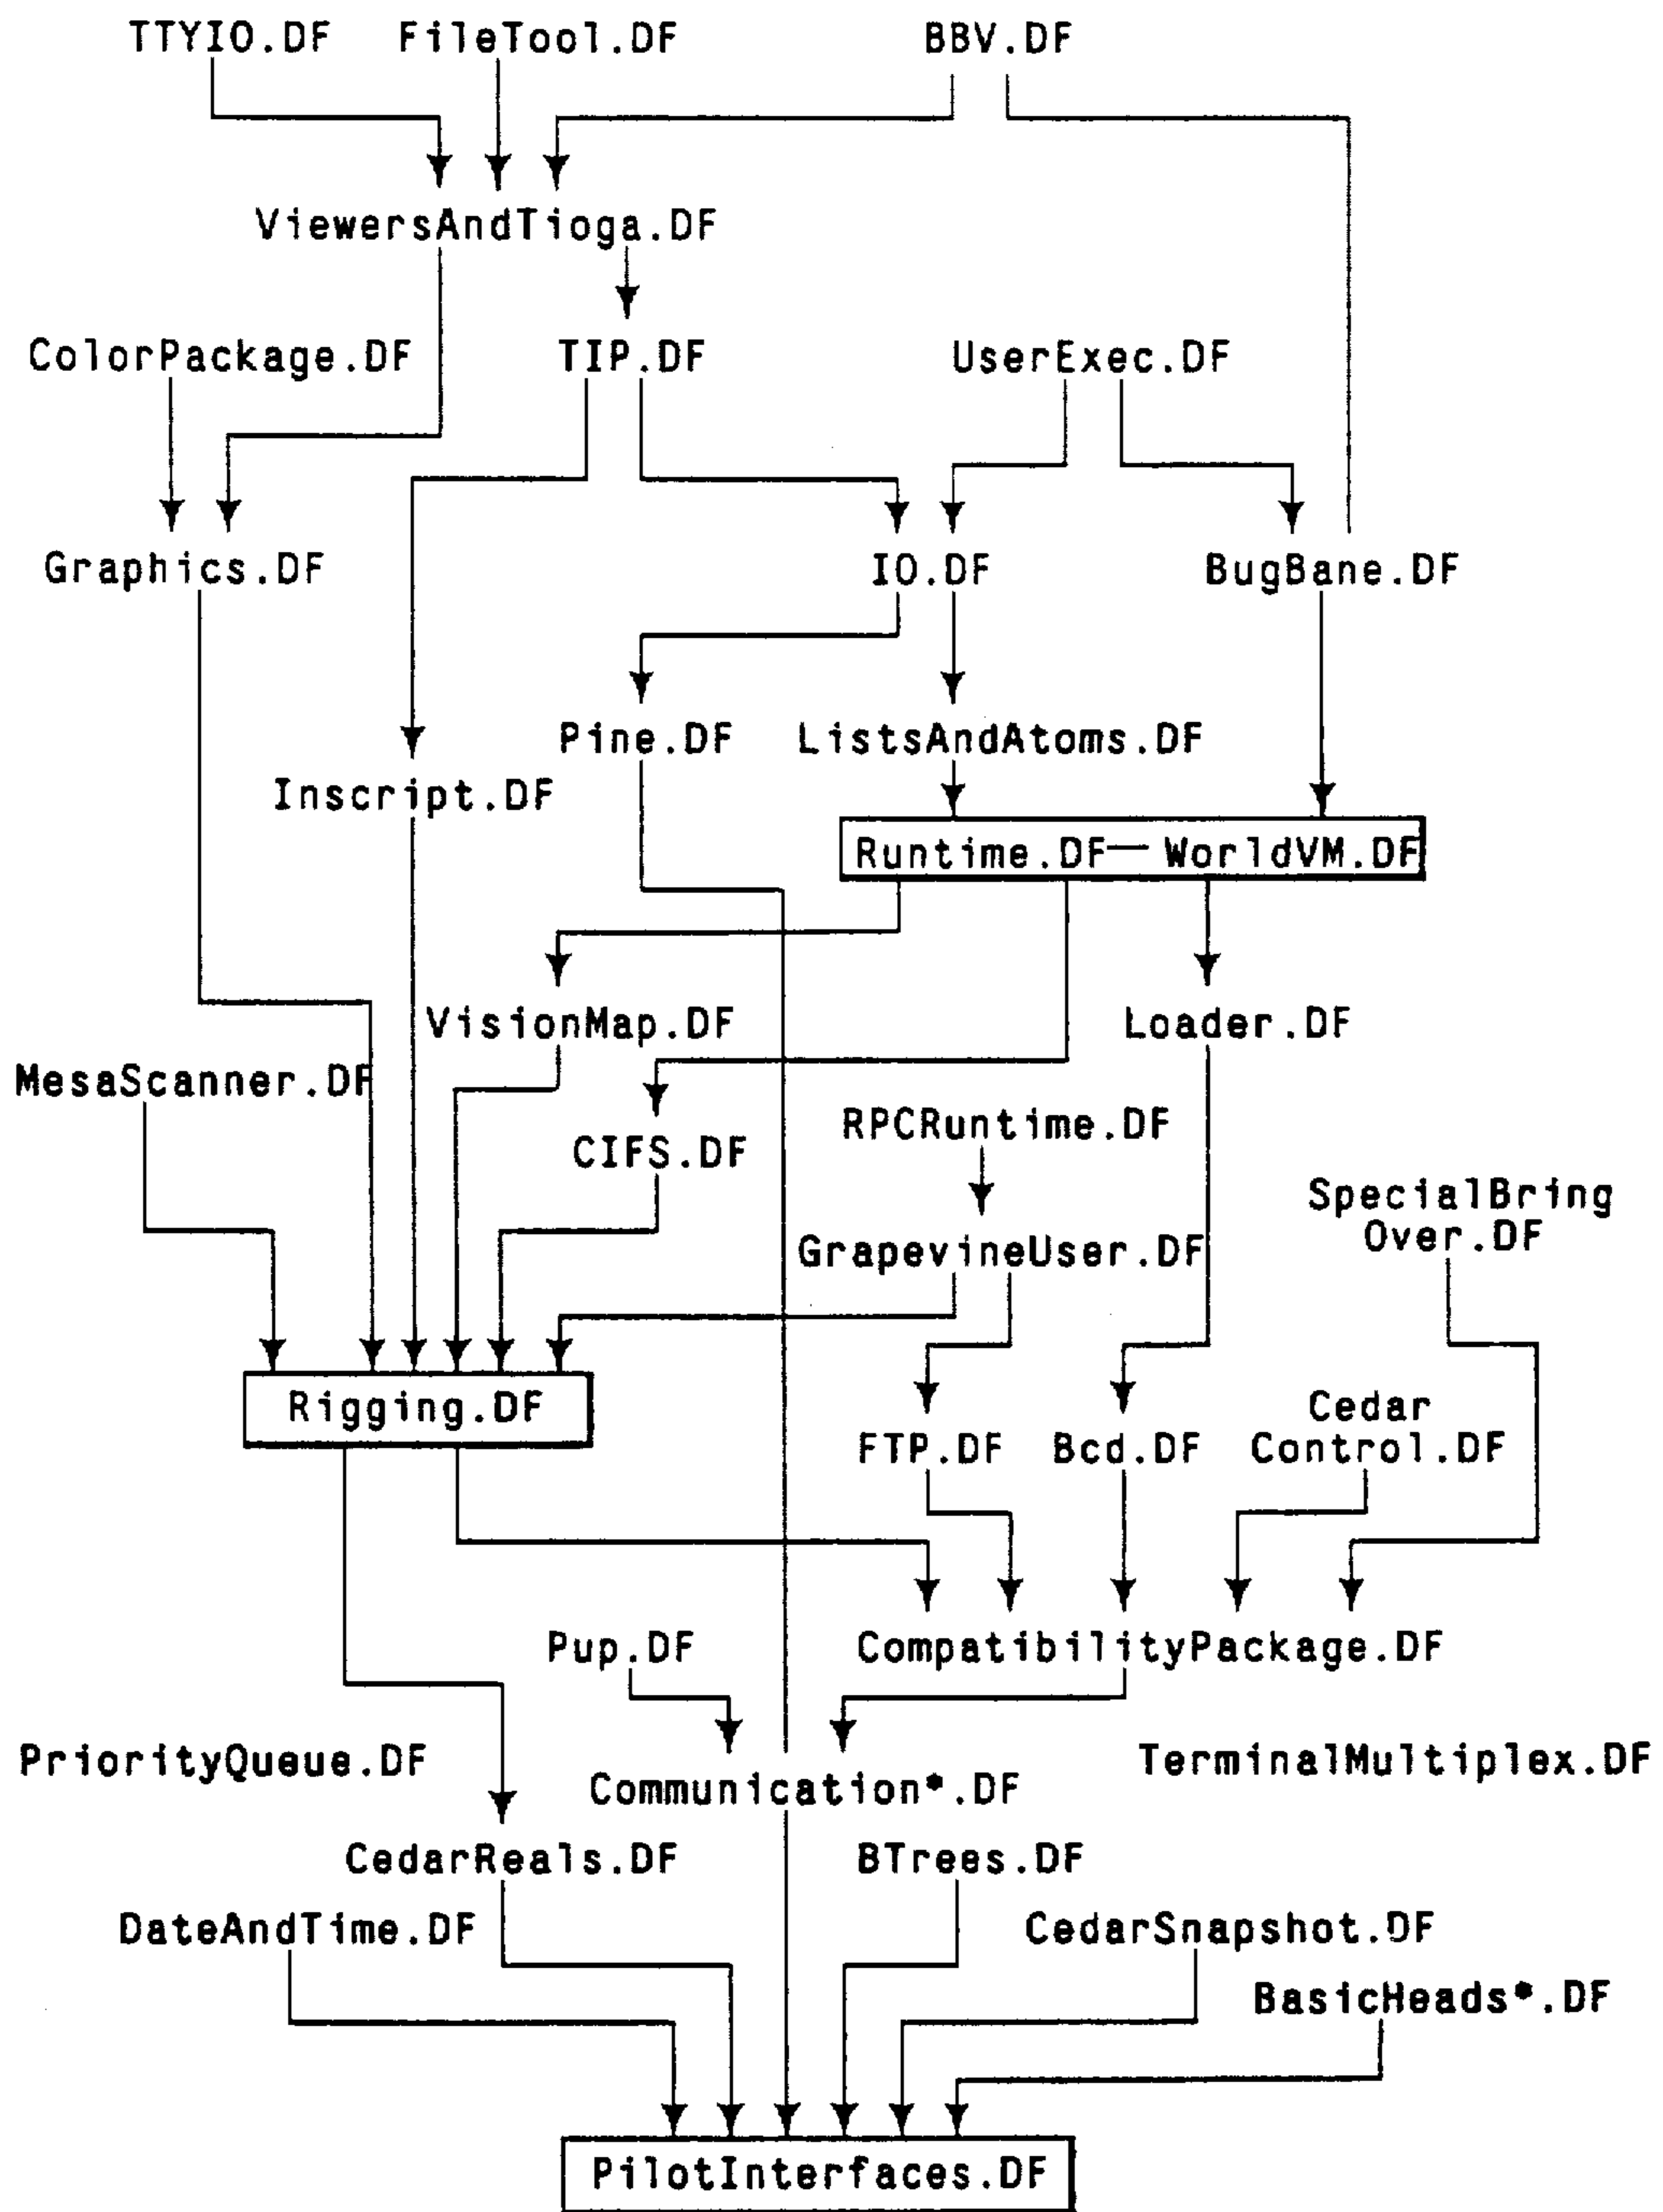 TTYIO.DF FileTool.DF BBV.DF
ViewersAndTioga.DF
ColorPackage.DF TIP.DF UserExec.DF
Graphics.DF IO.DF BugBane.DF
Pine.DF ListsAndAtoms.DF
Inscript.DF
Runtime.DF— WorldVM.DF
VisionMap.DF Loader.DF
MesaScanner.DF
RPCRuntime.DF
CIFS.DF
SpecialBring
Over.DF
GrapevineUser.DF
Rigging.DF
Cedar
Control.DF
FTP.DF Bcd.DF
Pup.DF CompatibilityPackage.DF
PriorityQueue.DF TerminalMultiplex.DF
Communication*.DF
CedarReals.DF BTrees.DF
DateAndTime.DF CedarSnapshot.DF
BasicHeads*.DF
PilotInterfaces.DF